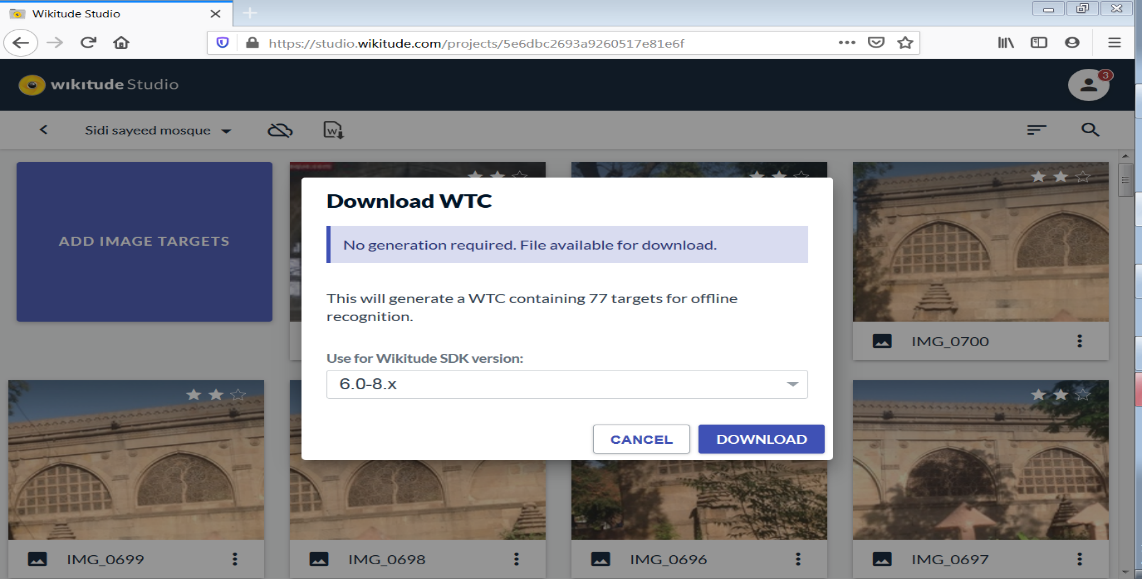 Wikitude Studio
https://studio.wikitude.com/projects/5e6dbc2693a9260517e81e6f
wikitude Studio
3
Sidi sayeed mosque
W
ADD IMAGE TARGETS
Download WTC
No generation required. File available for download.
This will generate a WTC containing 77 targets for offline
recognition.
Use for Wikitude SDK version:
6.0-8.x
CANCEL
DOWNLOAD
IMG_0700
IMG_0699
IMG_0698
IMG_0696
IMG_0697